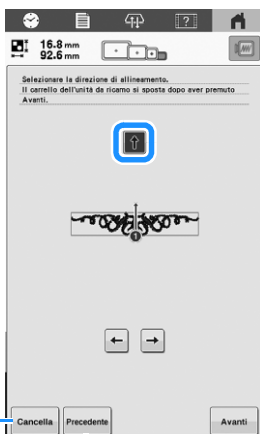 ?
16.8 mm
92.6 mm
Selezionare la direzione di allineamento.
Il carrello dell'unità da ricamo si sposta dopo aver premuto
Avanti.
1
Cancella Precedente Avanti